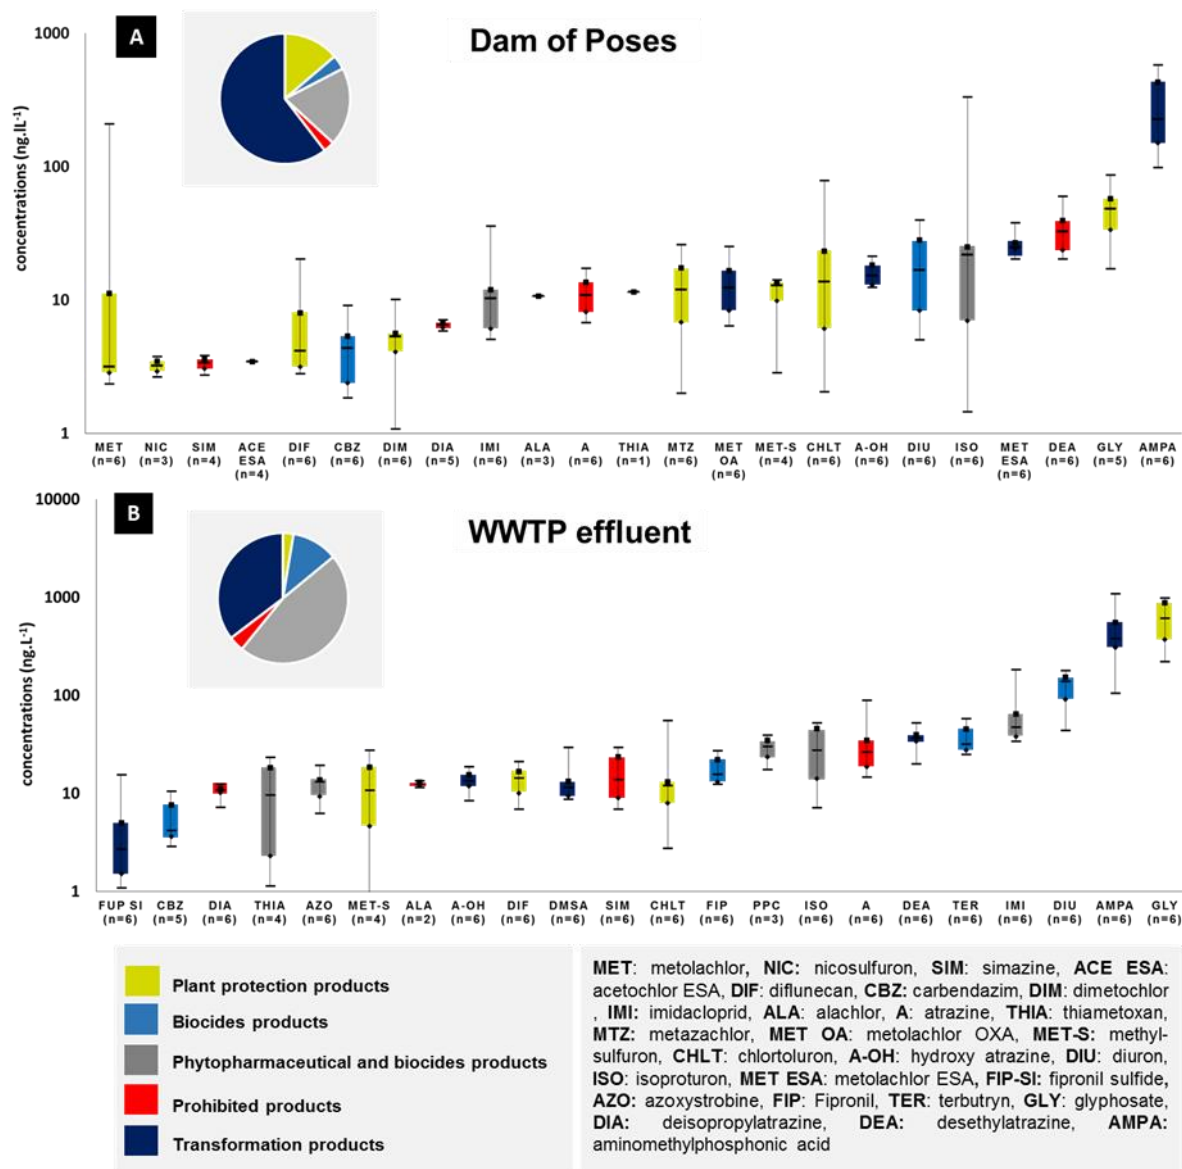 A
Dam of Poses
concentrations (ng.lL-1)
1000
100
10
1
MET NIC SIM ACE ESA DIF CBZ DIM DIA IMI ALA A THIA MTZ MET OA MET-S CHLT A-OH DIU ISO MET ESA DEA GLY AMPA
(n=6) (n=3) (n=4) (n=4) (n=6) (n=6) (n=6) (n=5) (n=6) (n=3) (n=6) (n=1) (n=6) (n=6) (n=4) (n=6) (n=6) (n=6) (n=6) (n=6) (n=6) (n=5) (n=6)
B
WWTP effluent
concentrations (ng.L-1)
10000
1000
100
10
1
FUP SI CBZ DIA THIA AZO MET-S ALA A-OH DIF DMSA SIM CHLT FIP PPC ISO A DEA TER IMI DIU AMPA GLY
(n=6) (n=5) (n=6) (n=4) (n=6) (n=4) (n=2) (n=6) (n=6) (n=6) (n=6) (n=6) (n=6) (n=3) (n=6) (n=6) (n=6) (n=6) (n=6) (n=6) (n=6) (n=6)
Plant protection products
Biocides products
Phytopharmaceutical and biocides products
Prohibited products
Transformation products
MET: metolachlor, NIC: nicosulfuron, SIM: simazine, ACE ESA:
acetochlor ESA, DIF: diflunecan, CBZ: carbendazim, DIM: dimetochlor
, IMI: imidacloprid, ALA: alachlor, A: atrazine, THIA: thiametoxan,
MTZ: metazachlor, MET OA: metolachlor OXA, MET-S: methyl-
sulfuron, CHLT: chlortoluron, A-OH: hydroxy atrazine, DIU: diuron,
ISO: isoproturon, MET ESA: metolachlor ESA, FIP-SI: fipronil sulfide,
AZO: azoxystrobine, FIP: Fipronil, TER: terbutryn, GLY: glyphosate,
DIA: deisopropylatrazine, DEA: desethylatrazine, AMPA:
aminomethylphosphonic acid